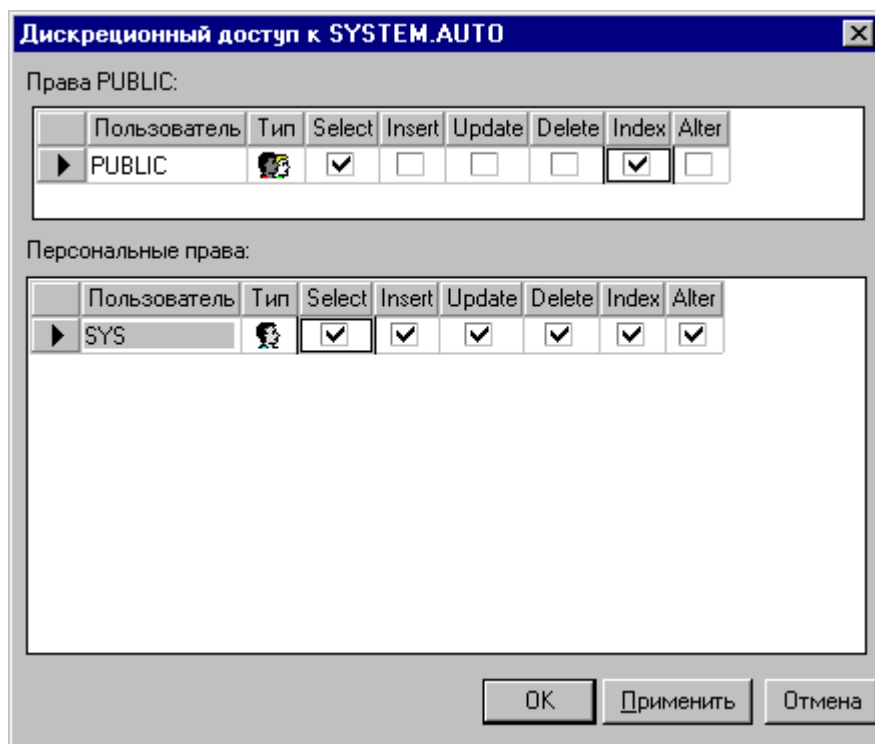 Дискреционный доступ к SYSTEM.AUTO
Права PUBLIC:
Пользователь Тип Select Insert Update Delete Index Alter
PUBLIC
Персональные права:
Пользователь Тип Select Insert Update Delete Index Alter
SYS
OK Применить Отмена